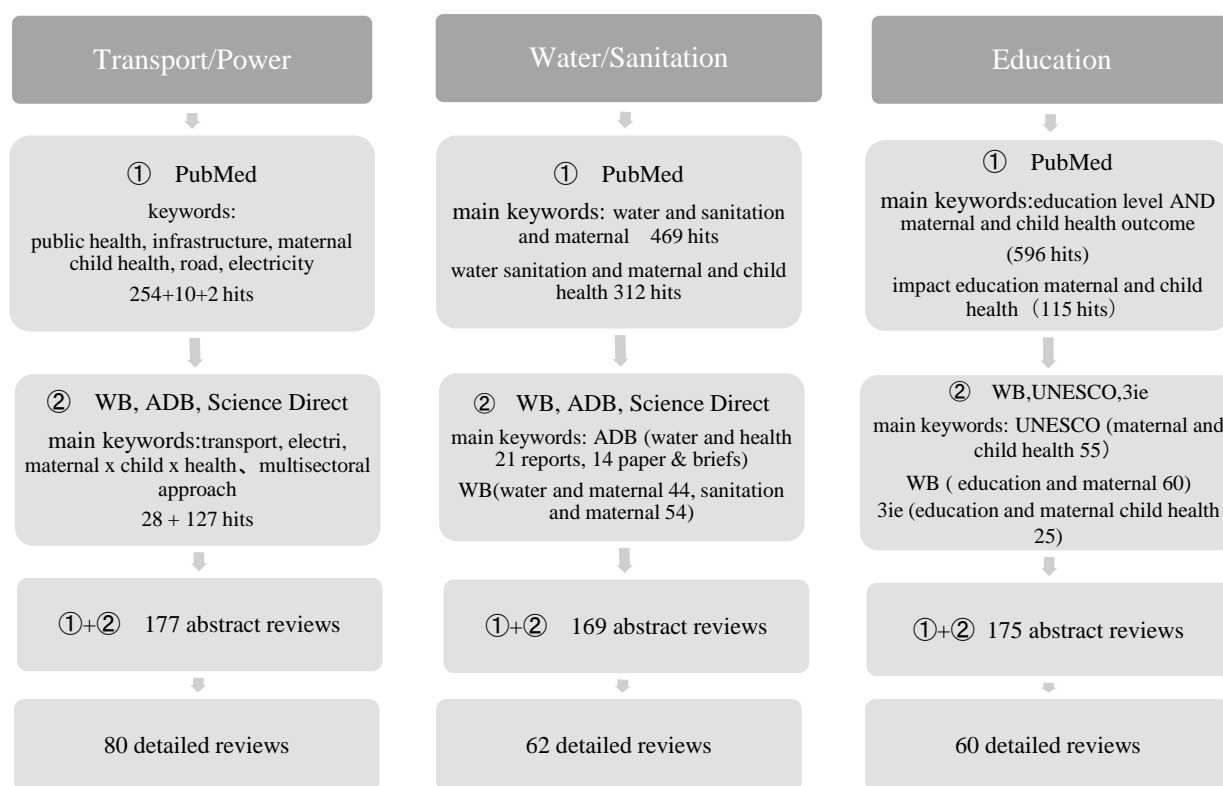 Transport/Power
① PubMed
keywords:
public health, infrastructure, maternal
child health, road, electricity
254+10+2 hits
② WB, ADB, Science Direct
main keywords:transport, electri,
maternal x child x health、multisectoral
approach
28 + 127 hits
①+② 177 abstract reviews
80 detailed reviews
Water/Sanitation
① PubMed
main keywords: water and sanitation
and maternal 469 hits
water sanitation and maternal and child
health 312 hits
② WB, ADB, Science Direct
main keywords: ADB (water and health
21 reports, 14 paper & briefs)
WB(water and maternal 44, sanitation
and maternal 54)
①+② 169 abstract reviews
62 detailed reviews
Education
① PubMed
main keywords:education level AND
maternal and child health outcome
(596 hits)
impact education maternal and child
health（115 hits）
② WB,UNESCO,3ie
main keywords: UNESCO (maternal and
child health 55）
WB ( education and maternal 60)
3ie (education and maternal child health
25)
①+② 175 abstract reviews
60 detailed reviews